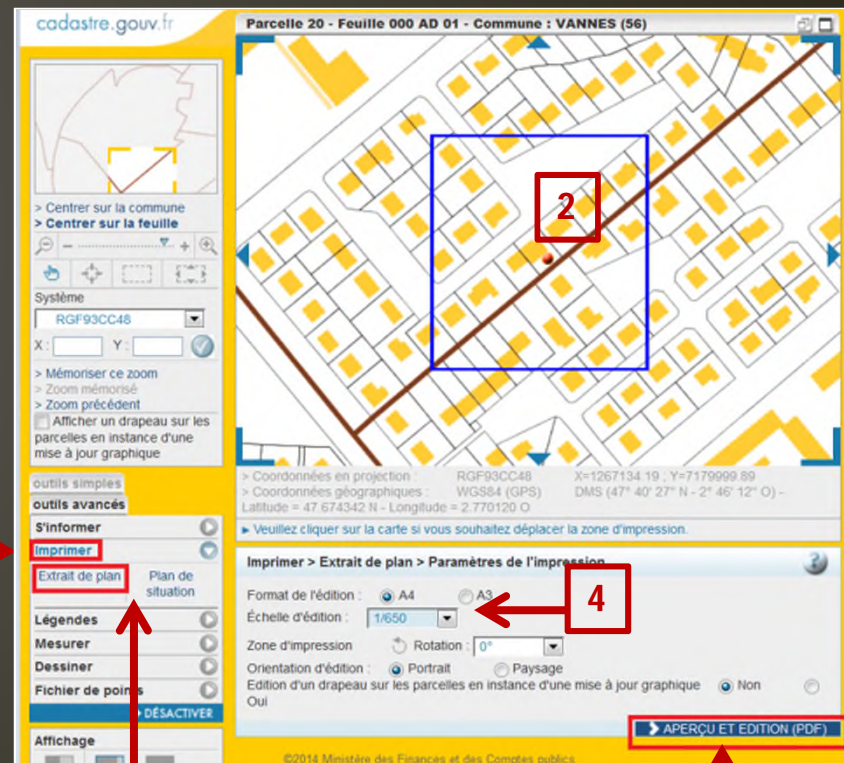 cadastre.gouv.fr
Parcelle 20 - Feuille 000 AD 01 - Commune : VANNES (56)
> Centrer sur la commune
> Centrer sur la feuille
Système
RGF93CC48
X : Y :
> Mémoriser ce zoom
> Zoom mémorisé
> Zoom précédent
Afficher un drapeau sur les
parcelles en instance d'une
mise à jour graphique
2
> Coordonnées en projection : RGF93CC48 X=1267134.19 ; Y=7179999.89
> Coordonnées géographiques : WGS84 (GPS) DMS (47° 40' 27" N - 2° 46' 12" O) -
Latitude = 47.674342 N - Longitude = 2.770120 O
Veuillez cliquer sur la carte si vous souhaitez déplacer la zone d'impression.
outils simples
outils avancés
S'informer
Imprimer
Extrait de plan
Plan de
situation
Légendes
Mesurer
Dessiner
Fichier de points
DÉSACTIVER
Affichage
Imprimer > Extrait de plan > Paramètres de l'impression
?
Format de l'édition : A4 A3
Échelle d'édition : 1/650
4
Zone d'impression Rotation : 0°
Orientation d'édition : Portrait Paysage
Edition d'un drapeau sur les parcelles en instance d'une mise à jour graphique Non
Oui
APERÇU ET EDITION (PDF)
©2014 Ministère des Finances et des Comptes publics